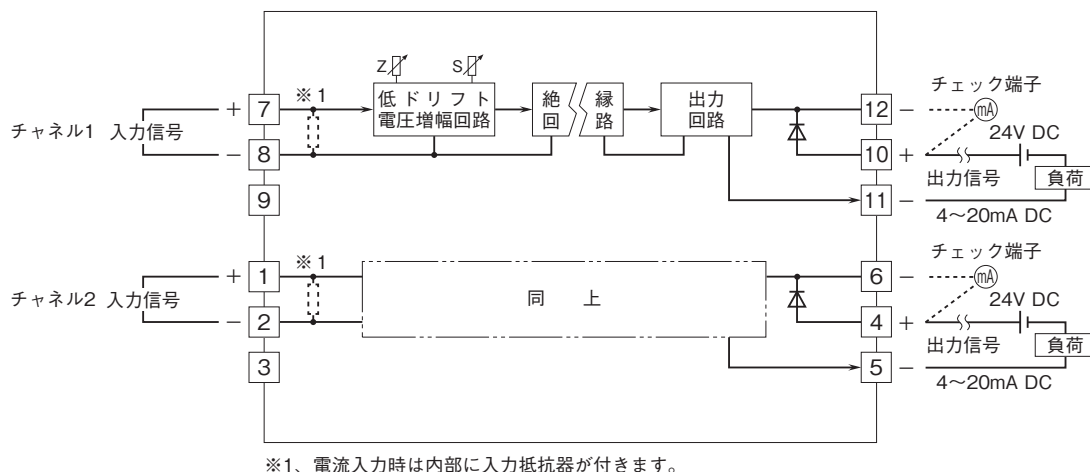 Z S
チャネル1 入力信号
+ 7 ※1
低ドリフト
電圧増幅回路
絶 縁
回 路
出力
回路
12 −
チェック端子
mA
24V DC
− 8
10 +
出力信号
負荷
9
11 −
4〜20mA DC
チャネル2 入力信号
+ 1 ※1
同 上
6 −
チェック端子
mA
24V DC
− 2
4 +
出力信号
負荷
3
5 −
4〜20mA DC
※1、電流入力時は内部に入力抵抗器が付きます。